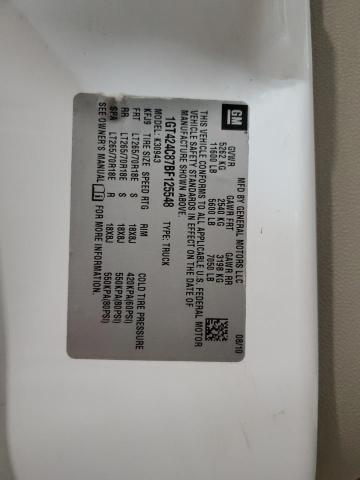 GM
MFD BY GENERAL MOTORS LLC
08/10
GVWR GAWR FRT GAWR RR
5262 KG 2540 KG 3198 KG
11600 LB 5600 LB 7050 LB
THIS VEHICLE CONFORMS TO ALL APPLICABLE U.S. FEDERAL MOTOR
VEHICLE SAFETY STANDARDS IN EFFECT ON THE DATE OF
MANUFACTURE SHOWN ABOVE.
1GT424C87BF125548 TYPE: TRUCK
MODEL: K30943
KFJ9 TIRE SIZE SPEED RTG RIM COLD TIRE PRESSURE
FRT LT265/70R18E S 18X8J 420KPA(60PSI)
RR LT265/70R18E S 18X8J 550KPA(80PSI)
SPA LT265/70R18E R 18X8J 550KPA(80PSI)
SEE OWNER'S MANUAL i FOR MORE INFORMATION.